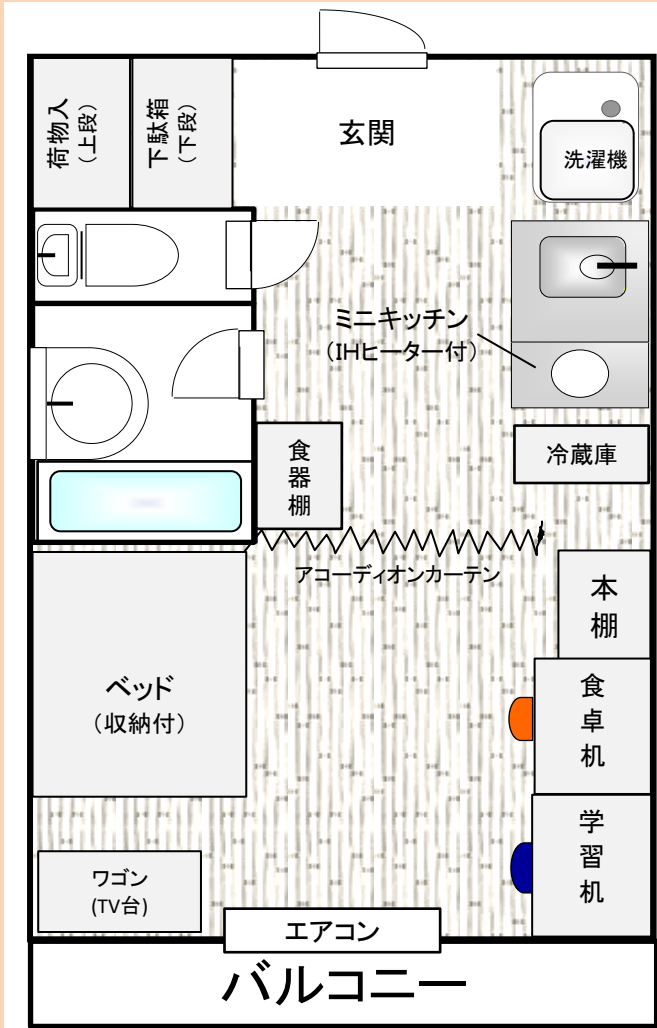 荷物入
（上段）
下駄箱
（下段）
玄関
洗濯機
ミニキッチン
（IHヒーター付）
食器棚
冷蔵庫
アコーディオンカーテン
本棚
ベッド
（収納付）
食卓机
学習机
ワゴン
(TV台)
エアコン
バルコニー